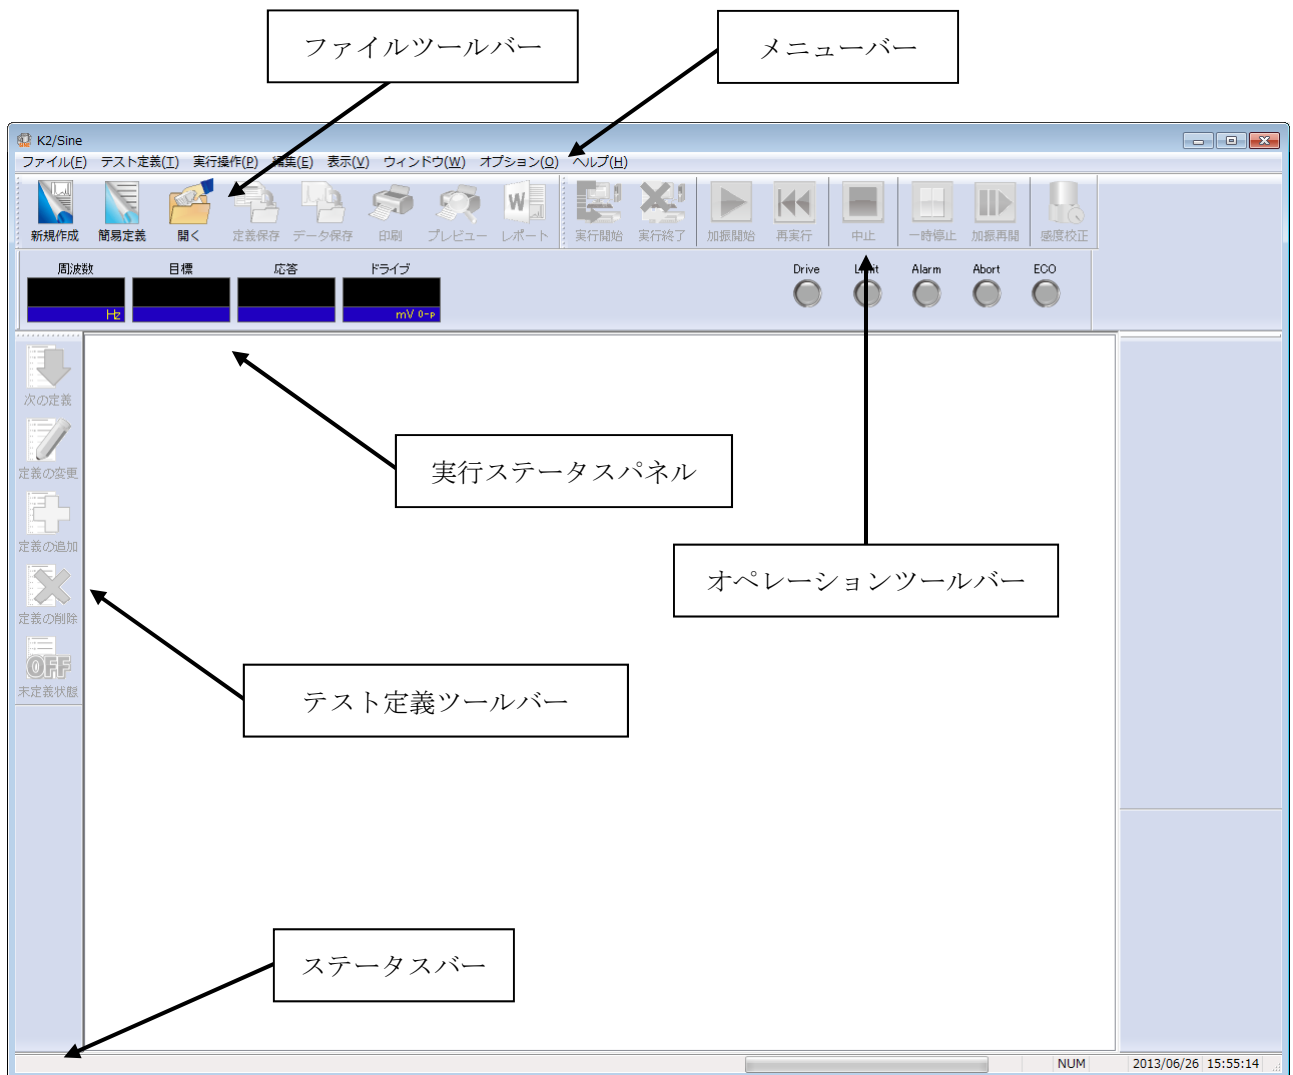 ファイルツールバー
メニューバー
K2/Sine
ファイル(F) テスト定義(T) 実行操作(P) 編集(E) 表示(V) ウィンドウ(W) オプション(O) ヘルプ(H)
新規作成 簡易定義 開く 定義保存 データ保存 印刷 プレビュー レポート 実行開始 実行終了 加振開始 再実行 中止 一時停止 加振再開 感度校正
周波数 目標 応答 ドライブ Drive Limit Alarm Abort ECO
Hz mV 0-p
次の定義
定義の変更
実行ステータスパネル
定義の追加
オペレーションツールバー
定義の削除
OFF
未定義状態
テスト定義ツールバー
ステータスバー
NUM 2013/06/26 15:55:14